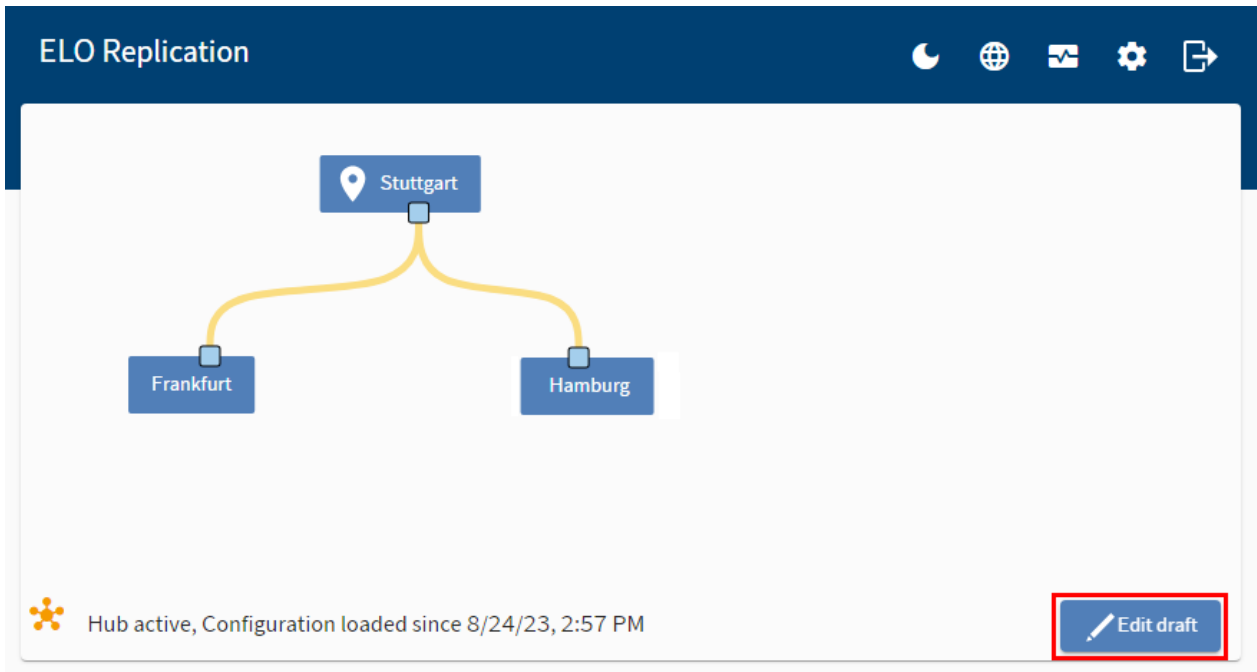 ELO Replication
Stuttgart
Frankfurt
Hamburg
Hub active, Configuration loaded since 8/24/23, 2:57 PM
Edit draft